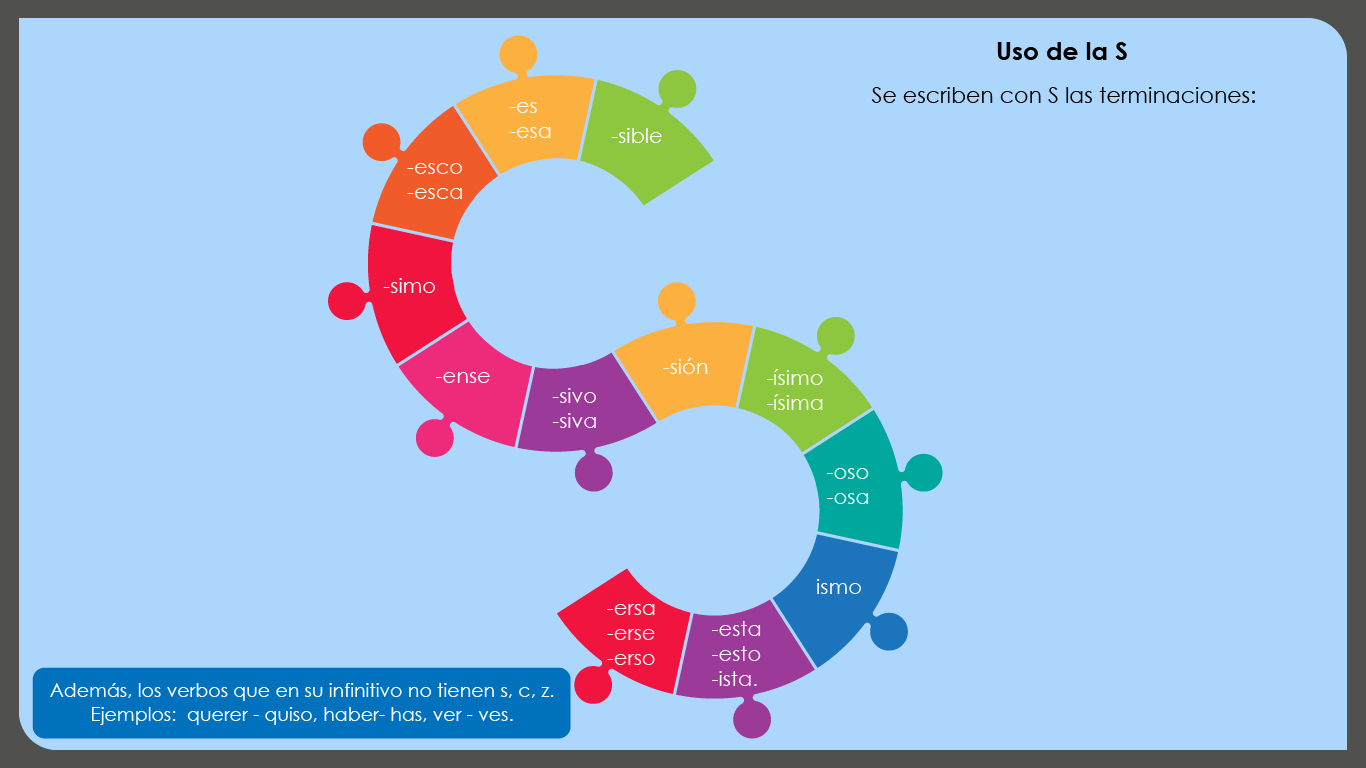 Uso de la S
Se escriben con S las terminaciones:
-sible
-es
-esa
-esco
-esca
-simo
-ense
-sivo
-siva
-sión
-ísimo
-ísima
-oso
-osa
ismo
-esta
-esto
-ista.
-ersa
-erse
-erso
Además, los verbos que en su infinitivo no tienen s, c, z.
Ejemplos: querer - quiso, haber- has, ver - ves.